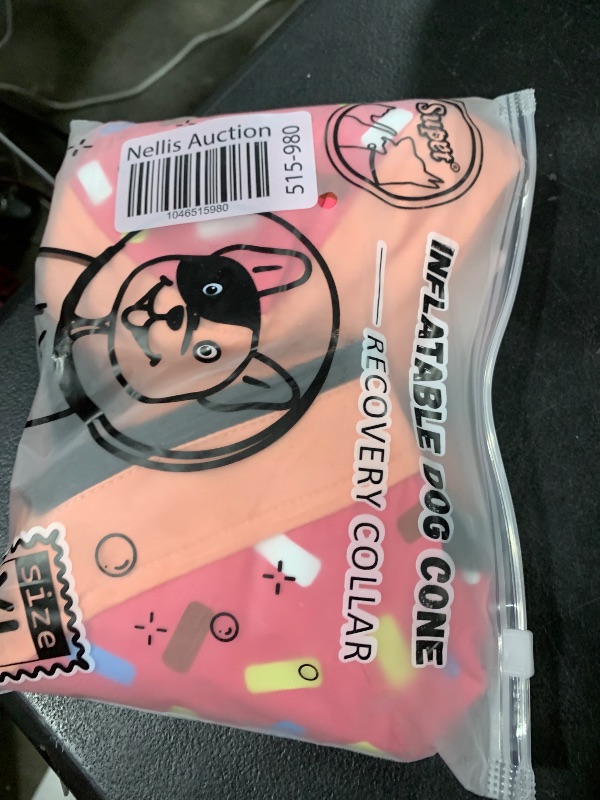 Nellis Auction
1046515980
515-980
Supet®
INFLATABLE DOG CONE
RECOVERY COLLAR
size